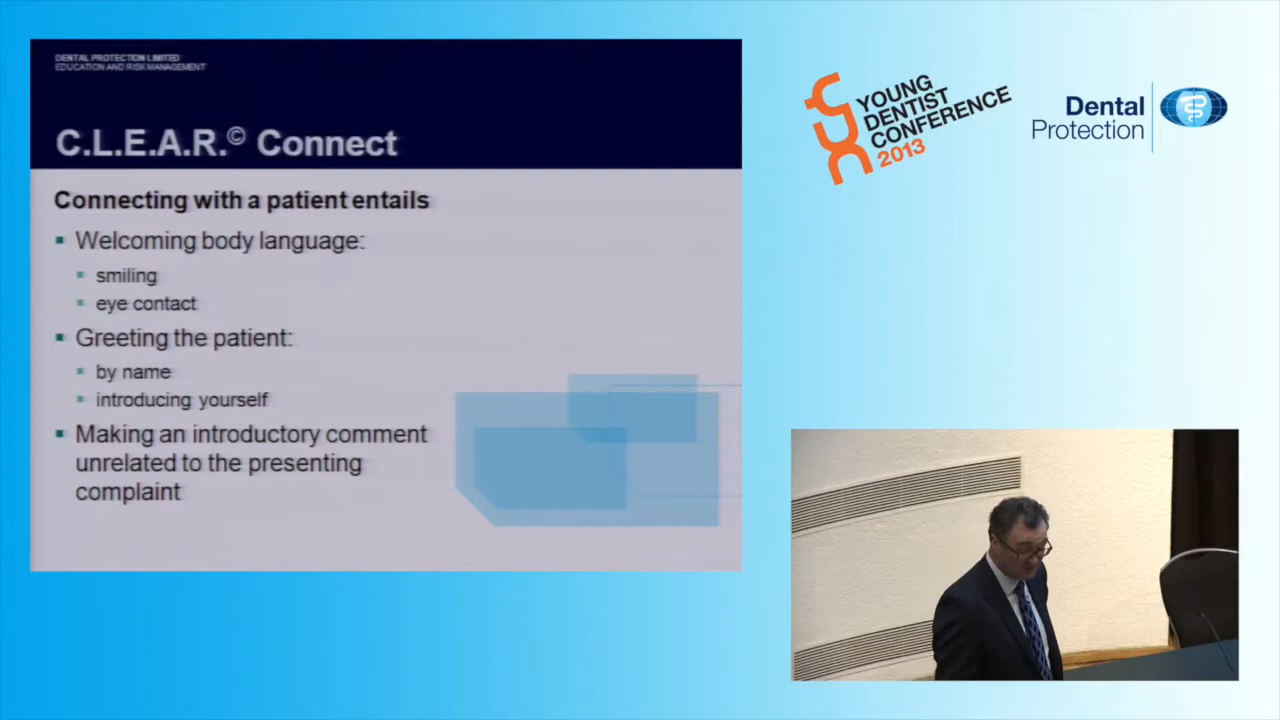 DENTAL PROTECTION LIMITED
EDUCATION AND RISK MANAGEMENT
C.L.E.A.R.© Connect
Connecting with a patient entails
Welcoming body language:
smiling
eye contact
Greeting the patient:
by name
introducing yourself
Making an introductory comment
unrelated to the presenting
complaint
YOUNG
DENTIST
CONFERENCE
2013
Dental
Protection